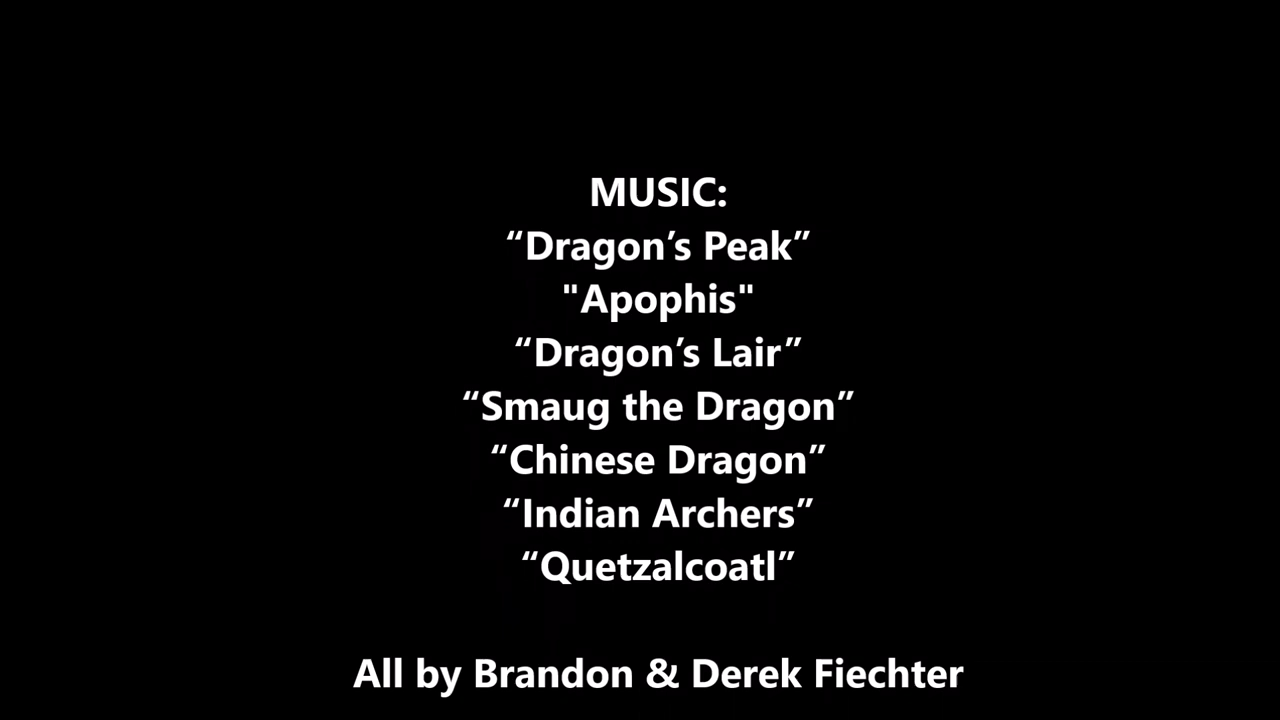 MUSIC:
“Dragon’s Peak”
"Apophis"
“Dragon’s Lair”
“Smaug the Dragon”
“Chinese Dragon”
“Indian Archers”
“Quetzalcoatl”
All by Brandon & Derek Fiechter